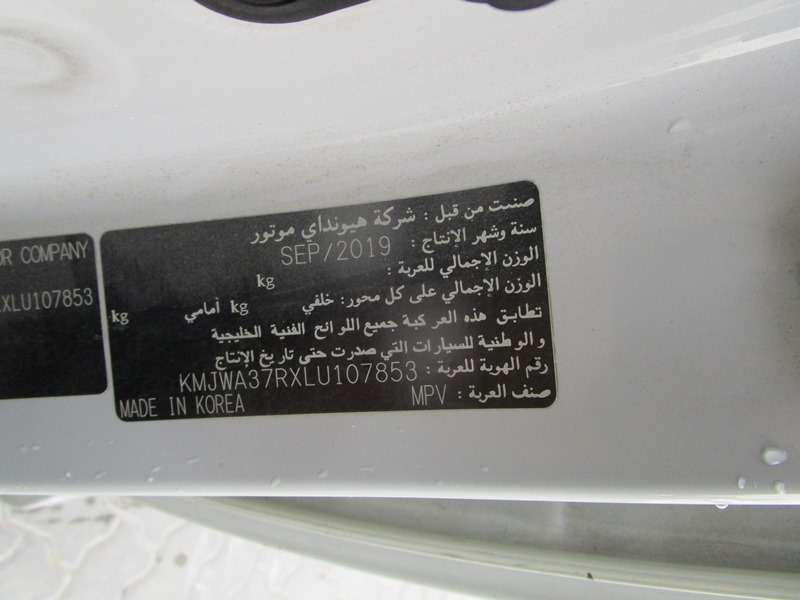 OR COMPANY
XLU107853
صنعت من قبل : شركة هيونداي موتور
سنة وشهر الإنتاج : SEP/2019
الوزن الإجمالي للعربة : kg
الوزن الإجمالي على كل محور: خلفي kg أمامي kg
تطابق هذه المركبة جميع اللوائح الفنية الخليجية
و والوطنية للسيارات التي صدرت حتى تاريخ الإنتاج
رقم الهوية للعربة : KMJWA37RXLU107853
صنف العربة : MPV
MADE IN KOREA